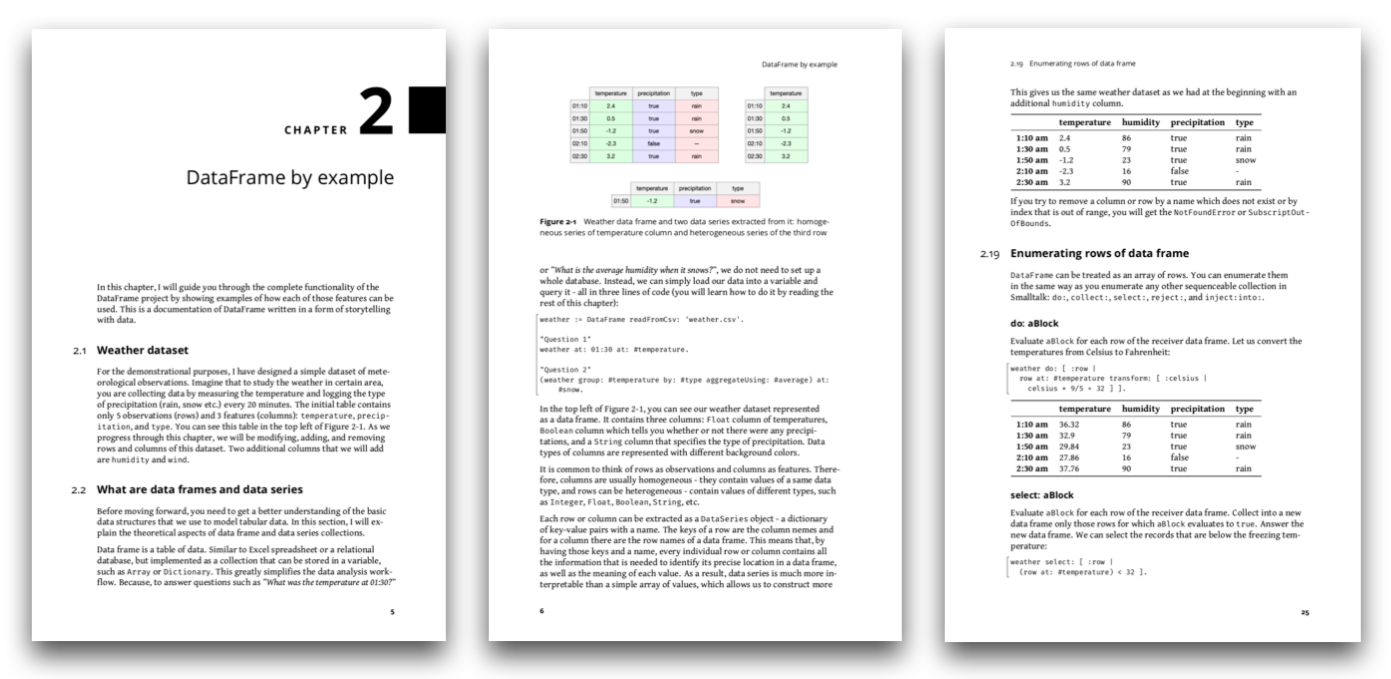 CHAPTER 2
DataFrame by example
In this chapter, I will guide you through the complete functionality of the
DataFrame project by showing examples of how each of those features can be
used. This is a documentation of DataFrame written in a form of storytelling
with data.
2.1 Weather dataset
For the demonstrational purposes, I have designed a simple dataset of mete-
orological observations. Imagine that to study the weather in certain area,
you are collecting data by measuring the temperature and logging the type
of precipitation (rain, snow etc.) every 20 minutes. The initial table contains
only 5 observations (rows) and 3 features (columns): temperature, precip-
itation, and type. You can see this table in the top left of Figure 2-1. As we
progress through this chapter, we will be modifying, adding, and removing
rows and columns of this dataset. Two additional columns that we will add
are humidity and wind.
2.2 What are data frames and data series
Before moving forward, you need to get a better understanding of the basic
data structures that we use to model tabular data. In this section, I will ex-
plain the theoretical aspects of data frame and data series collections.
Data frame is a table of data. Similar to Excel spreadsheet or a relational
database, but implemented as a collection that can be stored in a variable,
such as Array or Dictionary. This greatly simplifies the data analysis work-
flow. Because, to answer questions such as "What was the temperature at 01:30?"
5
DataFrame by example
temperature precipitation type
01:10 2.4 true rain
01:30 0.5 true rain
01:50 -1.2 true snow
02:10 -2.3 false –
02:30 3.2 true rain
temperature
01:10 2.4
01:30 0.5
01:50 -1.2
02:10 -2.3
02:30 3.2
temperature precipitation type
01:50 -1.2 true snow
Figure 2-1 Weather data frame and two data series extracted from it: homoge-
neous series of temperature column and heterogeneous series of the third row
or "What is the average humidity when it snows?", we do not need to set up a
whole database. Instead, we can simply load our data into a variable and
query it - all in three lines of code (you will learn how to do it by reading the
rest of this chapter):
weather := DataFrame readFromCsv: 'weather.csv'.
"Question 1"
weather at: 01:30 at: #temperature.
"Question 2"
(weather group: #temperature by: #type aggregateUsing: #average) at:
#snow.
In the top left of Figure 2-1, you can see our weather dataset represented
as a data frame. It contains three columns: Float column of temperatures,
Boolean column which tells you whether or not there were any precipi-
tations, and a String column that specifies the type of precipitation. Data
types of columns are represented with different background colors.
It is common to think of rows as observations and columns as features. There-
fore, columns are usually homogeneous - they contain values of a same data
type, and rows can be heterogeneous - contain values of different types, such
as Integer, Float, Boolean, String, etc.
Each row or column can be extracted as a DataSeries object - a dictionary
of key-value pairs with a name. The keys of a row are the column nemes and
for a column there are the row names of a data frame. This means that, by
having those keys and a name, every individual row or column contains all
the information that is needed to identify its precise location in a data frame,
as well as the meaning of each value. As a result, data series is much more in-
terpretable than a simple array of values, which allows us to construct more
6
2.19 Enumerating rows of data frame
This gives us the same weather dataset as we had at the beginning with an
additional humidity column.
temperature humidity precipitation type
1:10 am 2.4 86 true rain
1:30 am 0.5 79 true rain
1:50 am -1.2 23 true snow
2:10 am -2.3 16 false -
2:30 am 3.2 90 true rain
If you try to remove a column or row by a name which does not exist or by
index that is out of range, you will get the NotFoundError or SubscriptOut-
OfBounds.
2.19 Enumerating rows of data frame
DataFrame can be treated as an array of rows. You can enumerate them
in the same way as you enumerate any other sequenceable collection in
Smalltalk: do:, collect:, select:, reject:, and inject:into:.
do: aBlock
Evaluate aBlock for each row of the receiver data frame. Let us convert the
temperatures from Celsius to Fahrenheit:
weather do: [ :row |
row at: #temperature transform: [ :celsius |
celsius * 9/5 + 32 ] ].
temperature humidity precipitation type
1:10 am 36.32 86 true rain
1:30 am 32.9 79 true rain
1:50 am 29.84 23 true snow
2:10 am 27.86 16 false -
2:30 am 37.76 90 true rain
select: aBlock
Evaluate aBlock for each row of the receiver data frame. Collect into a new
data frame only those rows for which aBlock evaluates to true. Answer the
new data frame. We can select the records that are below the freezing tem-
perature:
weather select: [ :row |
(row at: #temperature) < 32 ].
25